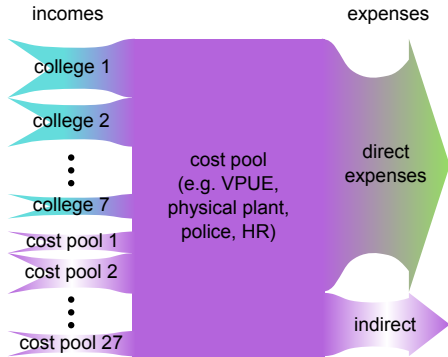 incomes
expenses
college 1
college 2
college 7
cost pool 1
cost pool 2
cost pool 27
cost pool
(e.g. VPUE,
physical plant,
police, HR)
direct
expenses
indirect